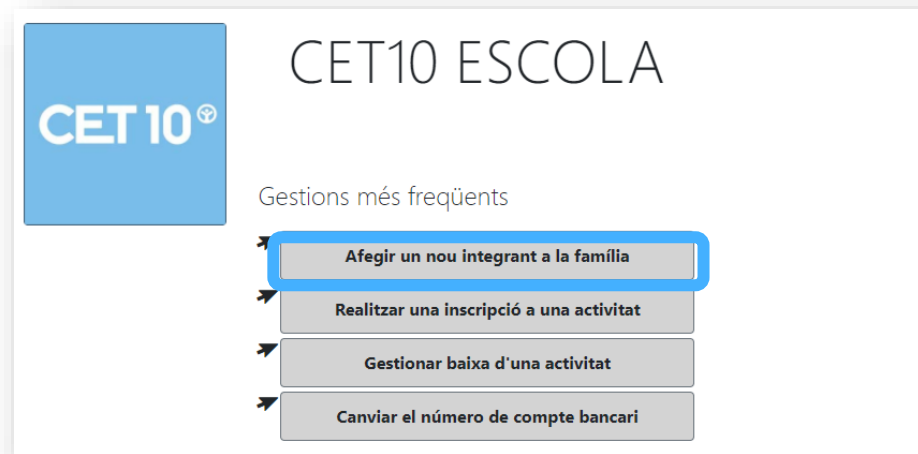 CET10 ESCOLA
CET 10®
Gestions més freqüents
Afegir un nou integrant a la família
Realitzar una inscripció a una activitat
Gestionar baixa d'una activitat
Canviar el número de compte bancari